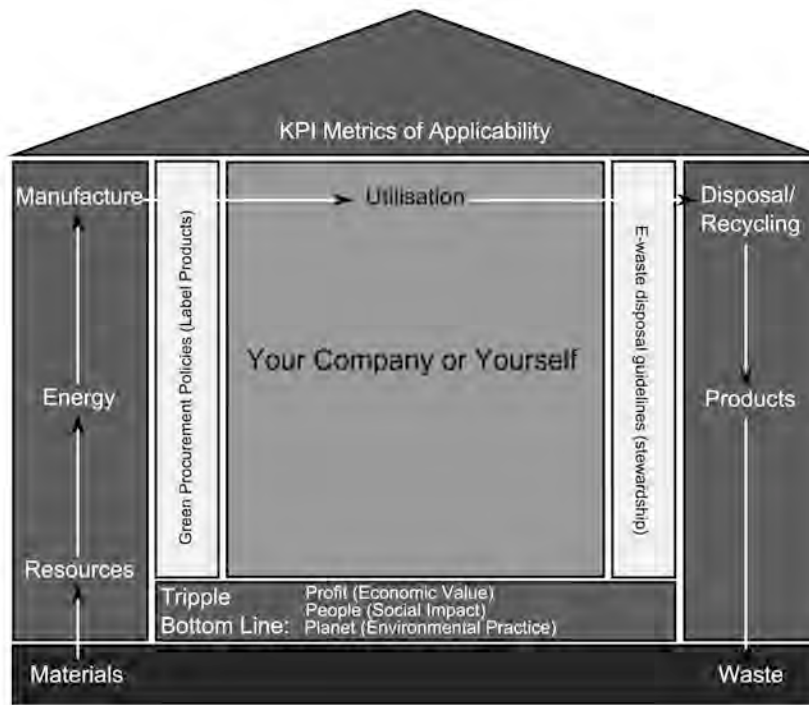 KPI Metrics of Applicability
Manufacture
Utilisation
Disposal/
Recycling
Green Procurement Policies (Label Products)
E-waste disposal guidelines (stewardship)
Your Company or Yourself
Energy
Products
Resources
Tripple
Bottom Line:
Profit (Economic Value)
People (Social Impact)
Planet (Environmental Practice)
Materials
Waste